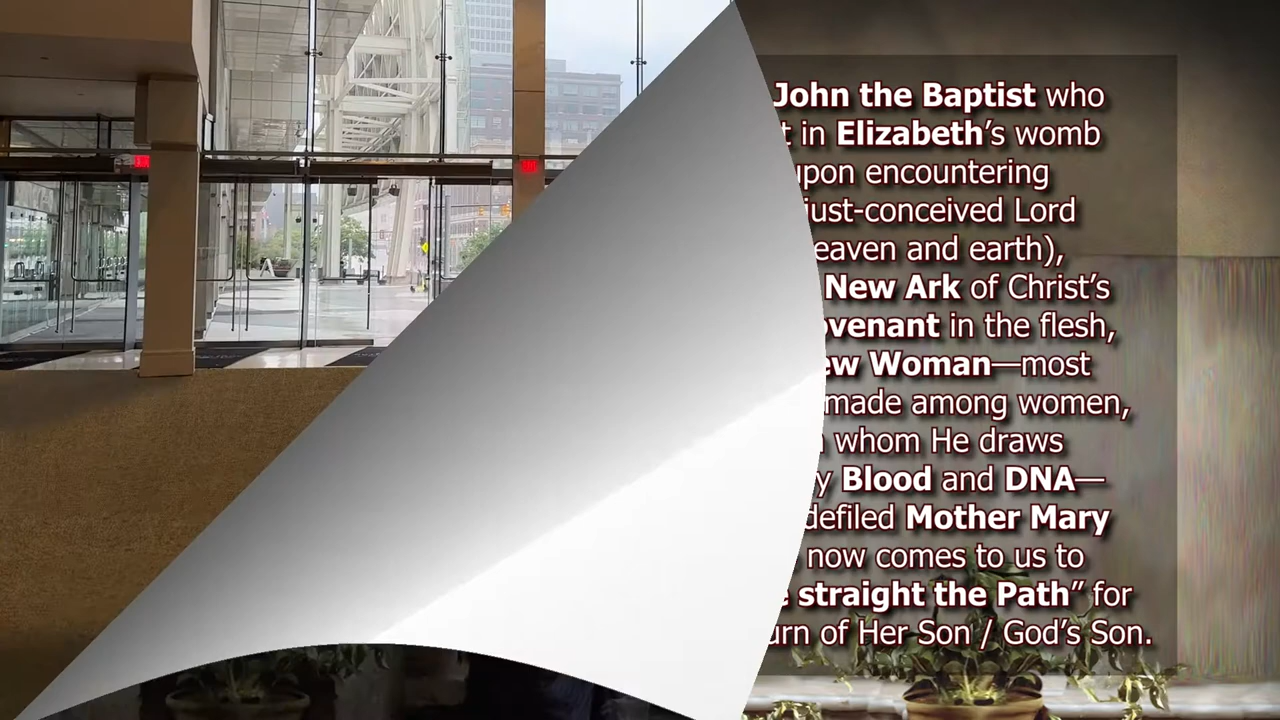 John the Baptist who
in Elizabeth's womb
upon encountering
just-conceived Lord
eaven and earth),
New Ark of Christ's
ovenant in the flesh,
ew Woman—most
made among women,
whom He draws
y Blood and DNA—
defiled Mother Mary
now comes to us to
straight the Path” for
urn of Her Son / God's Son.